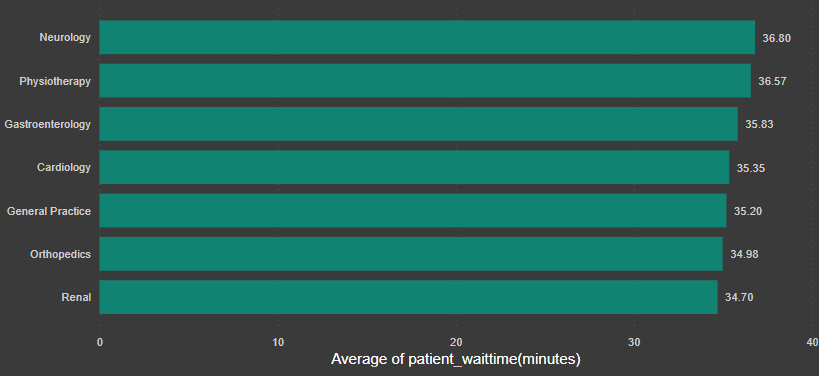 Neurology 36.80
Physiotherapy 36.57
Gastroenterology 35.83
Cardiology 35.35
General Practice 35.20
Orthopedics 34.98
Renal 34.70
0 10 20 30 40
Average of patient_waittime(minutes)